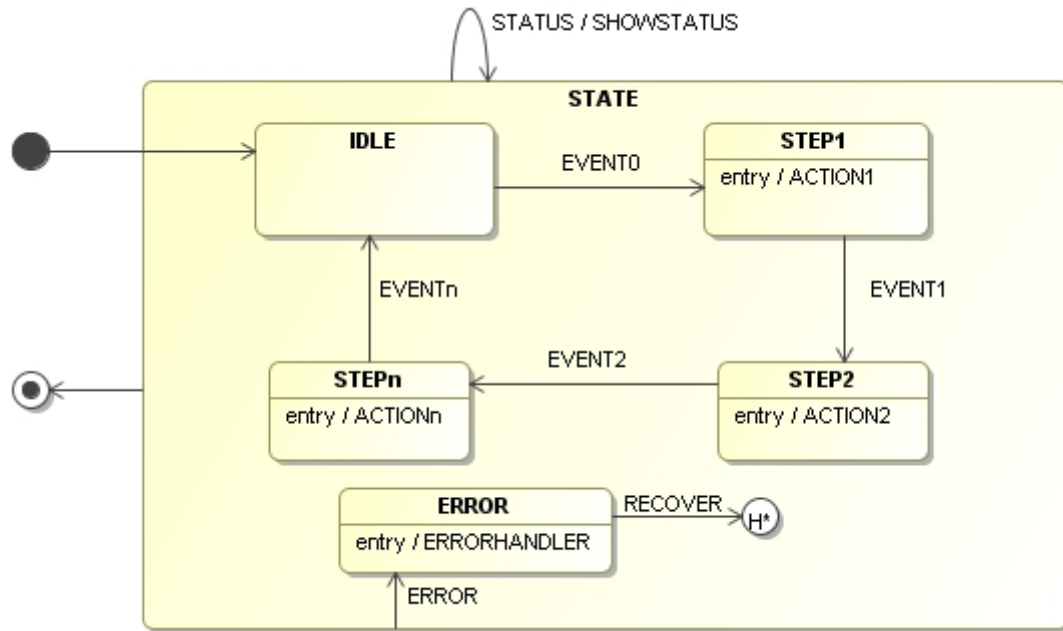 STATUS / SHOWSTATUS
STATE
IDLE
EVENT0
STEP1
entry / ACTION1
EVENTn
EVENT1
STEPn
entry / ACTIONn
EVENT2
STEP2
entry / ACTION2
ERROR
entry / ERRORHANDLER
RECOVER
H*
ERROR